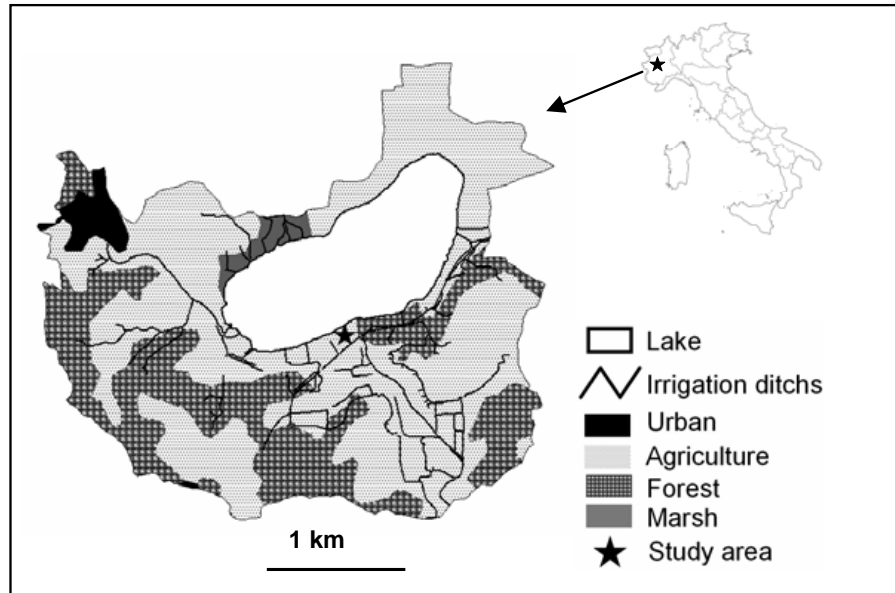 Lake
Irrigation ditchs
Urban
Agriculture
Forest
Marsh
Study area
1 km